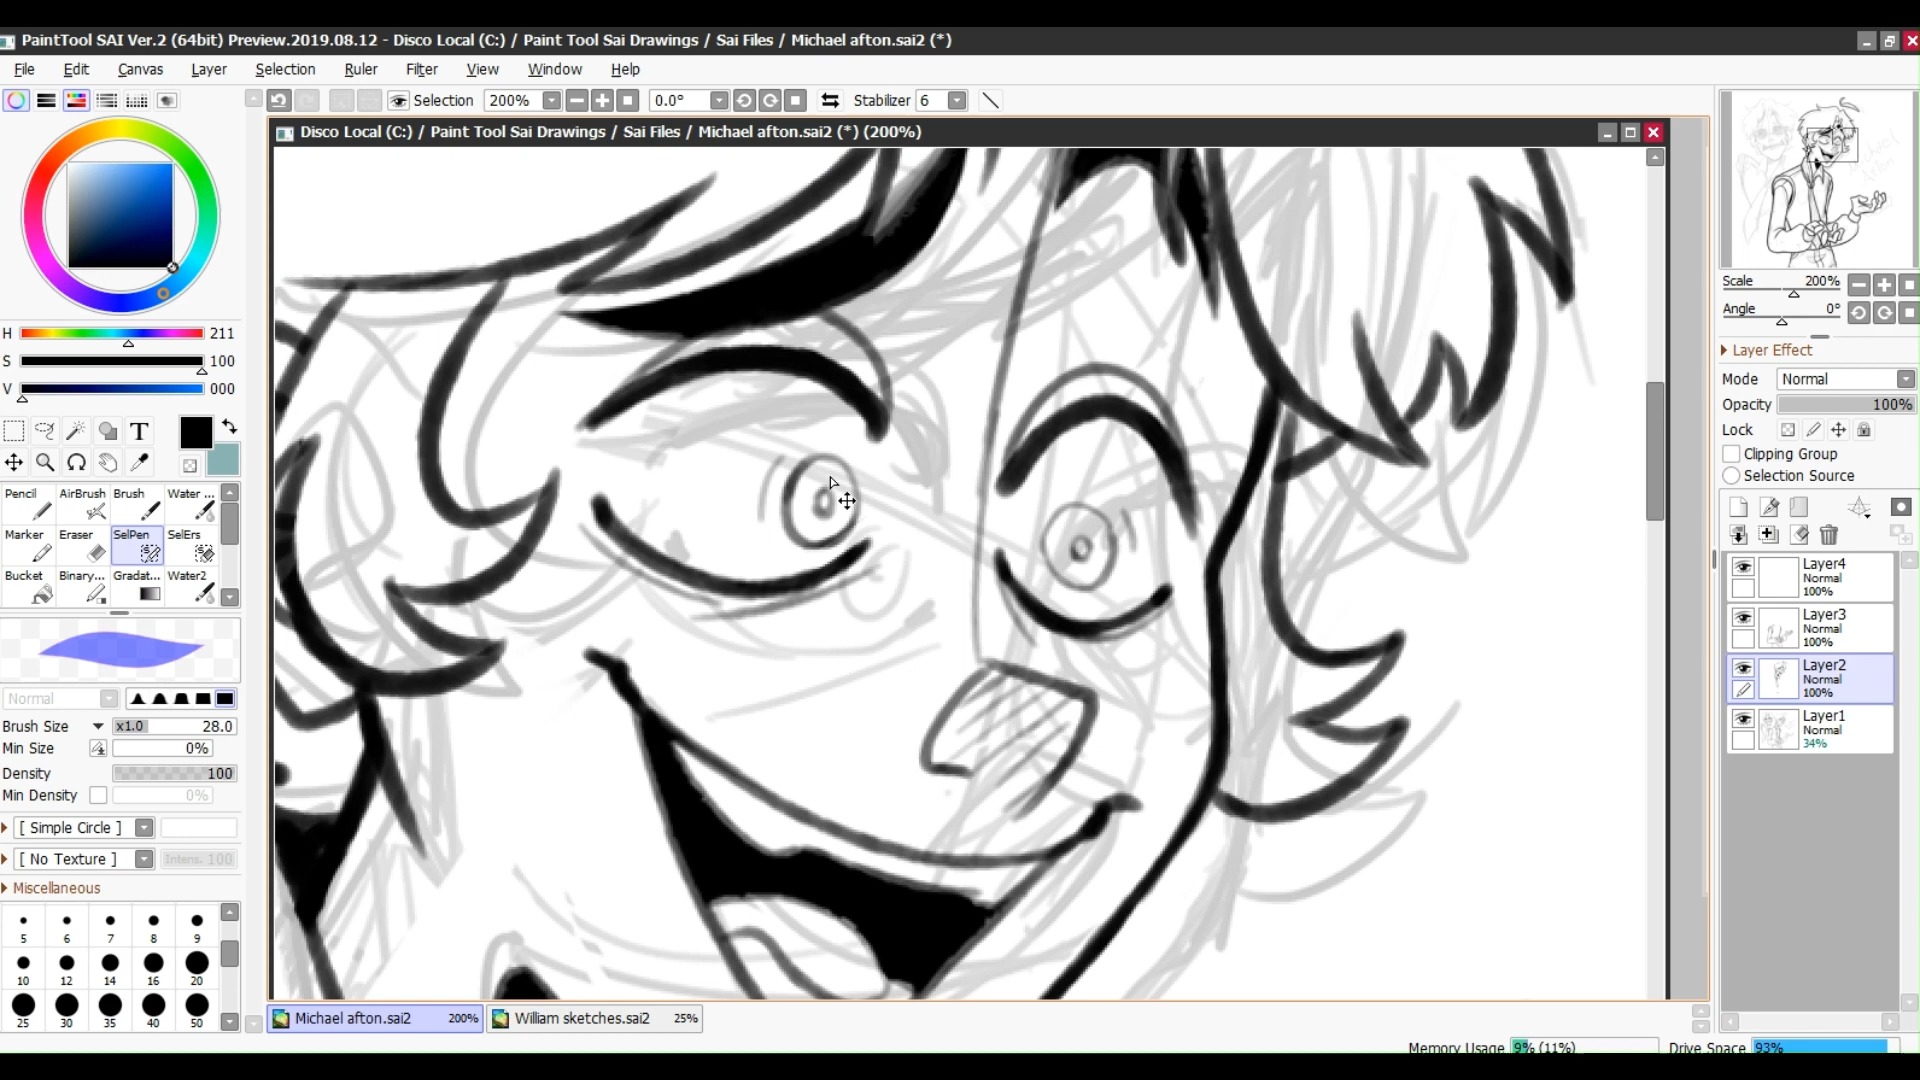 PaintTool SAI Ver.2 (64bit) Preview.2019.08.12 - Disco Local (C:) / Paint Tool Sai Drawings / Sai Files / Michael afton.sai2 (*)
File Edit Canvas Layer Selection Ruler Filter View Window Help
Selection 200% 0.0° Stabilizer 6
Disco Local (C:) / Paint Tool Sai Drawings / Sai Files / Michael afton.sai2 (*) (200%)
H 211
S 100
V 000
T
Pencil AirBrush Brush Water ...
Marker Eraser SelPen SelErs
Bucket Binary... Gradat... Water2
Normal
Brush Size x1.0 28.0
Min Size 0%
Density 100
Min Density 0%
[ Simple Circle ]
[ No Texture ] Intens. 100
Miscellaneous
5 6 7 8 9
10 12 14 16 20
25 30 35 40 50
Michael afton.sai2 200% William sketches.sai2 25%
Michael
Afton
Scale 200%
Angle 0°
Layer Effect
Mode Normal
Opacity 100%
Lock
Clipping Group
Selection Source
Layer4
Normal
100%
Layer3
Normal
100%
Layer2
Normal
100%
Layer1
Normal
34%
Memory Usage 9% (11%) Drive Space 93%